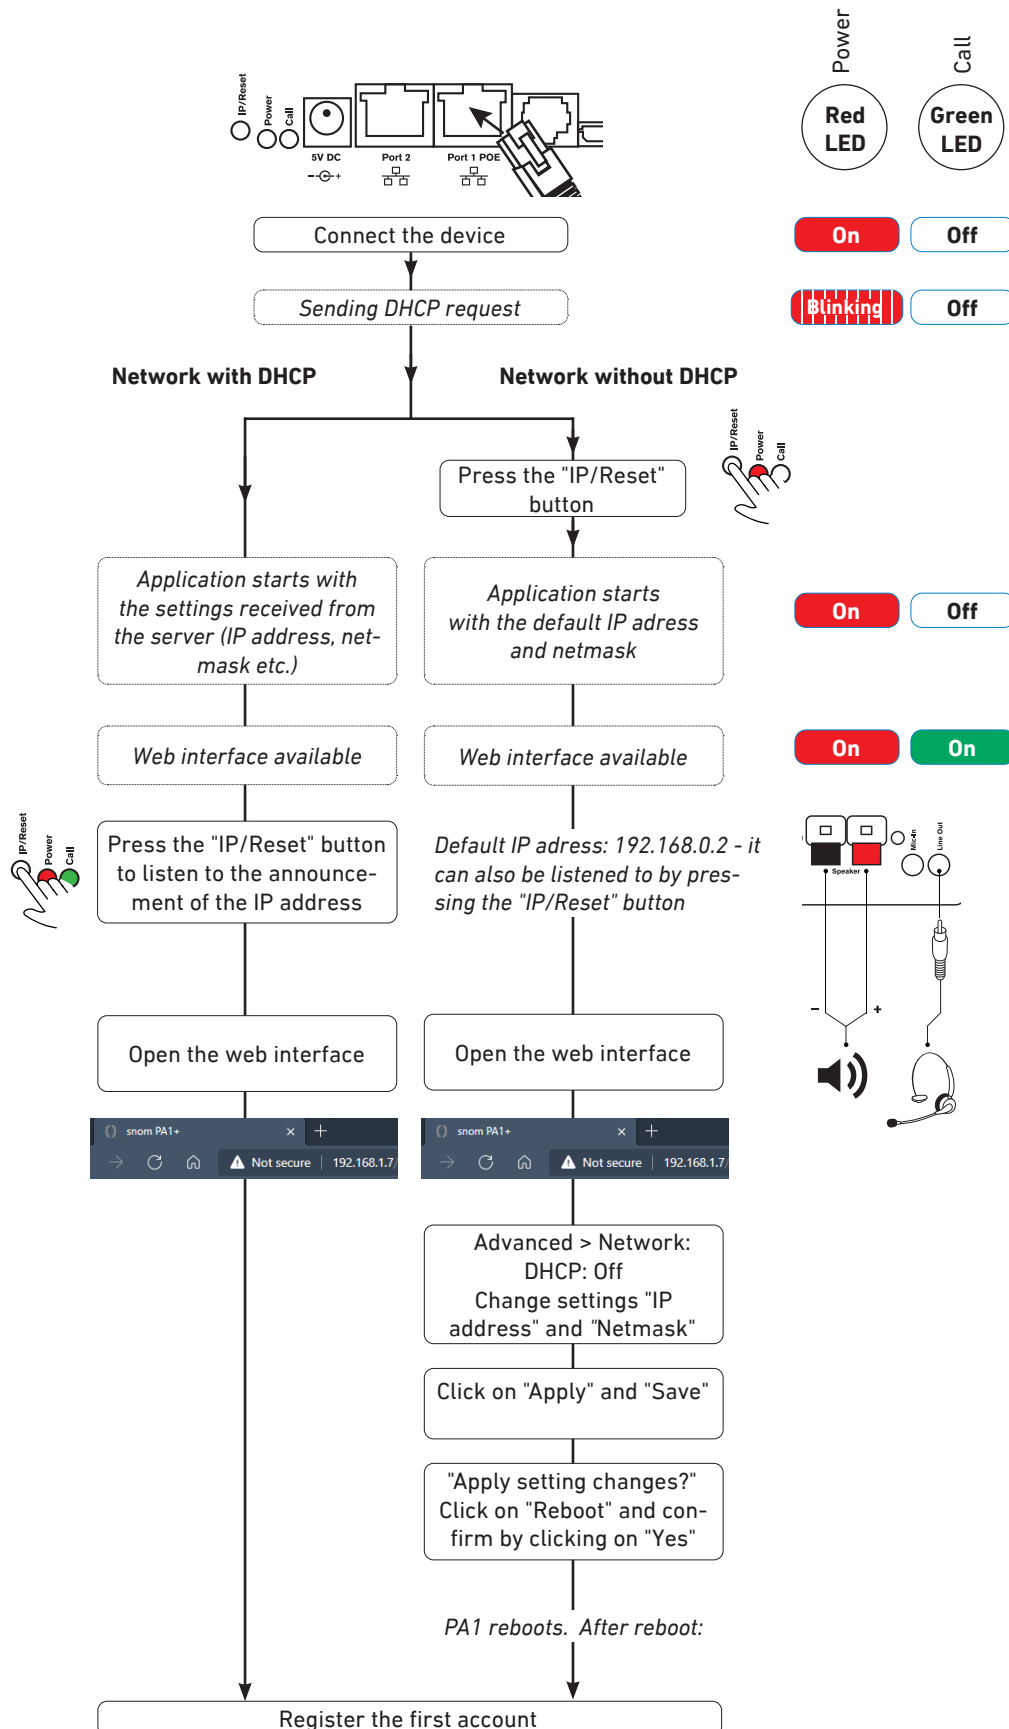 Power
Call
Red
LED
Green
LED
IP/Reset
Power
Call
5V DC
Port 2
Port 1 POE
Connect the device
On
Off
Sending DHCP request
Blinking
Off
Network with DHCP
Network without DHCP
IP/Reset
Power
Call
Press the "IP/Reset"
button
Application starts with
the settings received from
the server (IP address, net-
mask etc.)
Application starts
with the default IP adress
and netmask
On
Off
Web interface available
Web interface available
On
On
IP/Reset
Power
Call
Press the "IP/Reset" button
to listen to the announce-
ment of the IP address
Default IP adress: 192.168.0.2 - it
can also be listened to by pres-
sing the "IP/Reset" button
Speaker
Mic-In
Line Out
- +
Open the web interface
Open the web interface
snom PA1+
Not secure | 192.168.1.7/
snom PA1+
Not secure | 192.168.1.7/
Advanced > Network:
DHCP: Off
Change settings "IP
address" and "Netmask"
Click on "Apply" and "Save"
"Apply setting changes?"
Click on "Reboot" and con-
firm by clicking on "Yes"
PA1 reboots. After reboot:
Register the first account